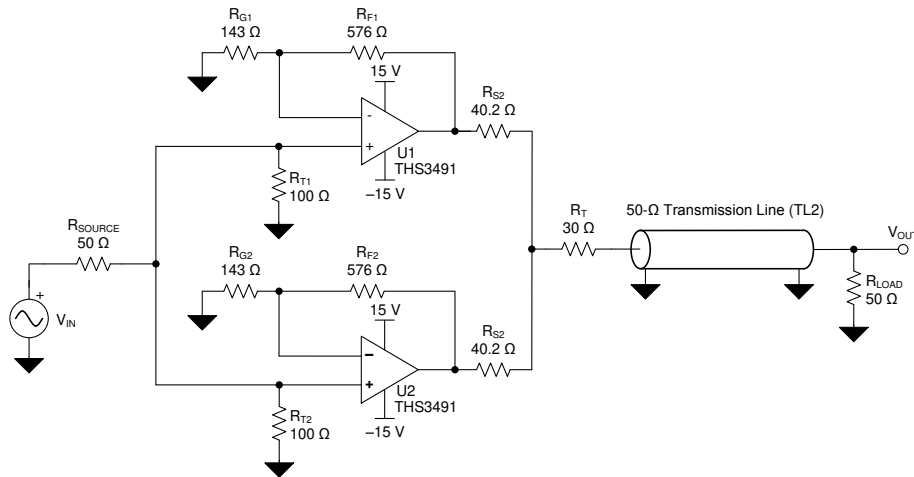 RG1
143 Ω
RF1
576 Ω
15 V
-
+
U1
THS3491
–15 V
RS2
40.2 Ω
RT1
100 Ω
RSOURCE
50 Ω
+
VIN
RG2
143 Ω
RF2
576 Ω
15 V
–
+
U2
THS3491
–15 V
RS2
40.2 Ω
RT2
100 Ω
RT
30 Ω
50-Ω Transmission Line (TL2)
VOUT
RLOAD
50 Ω